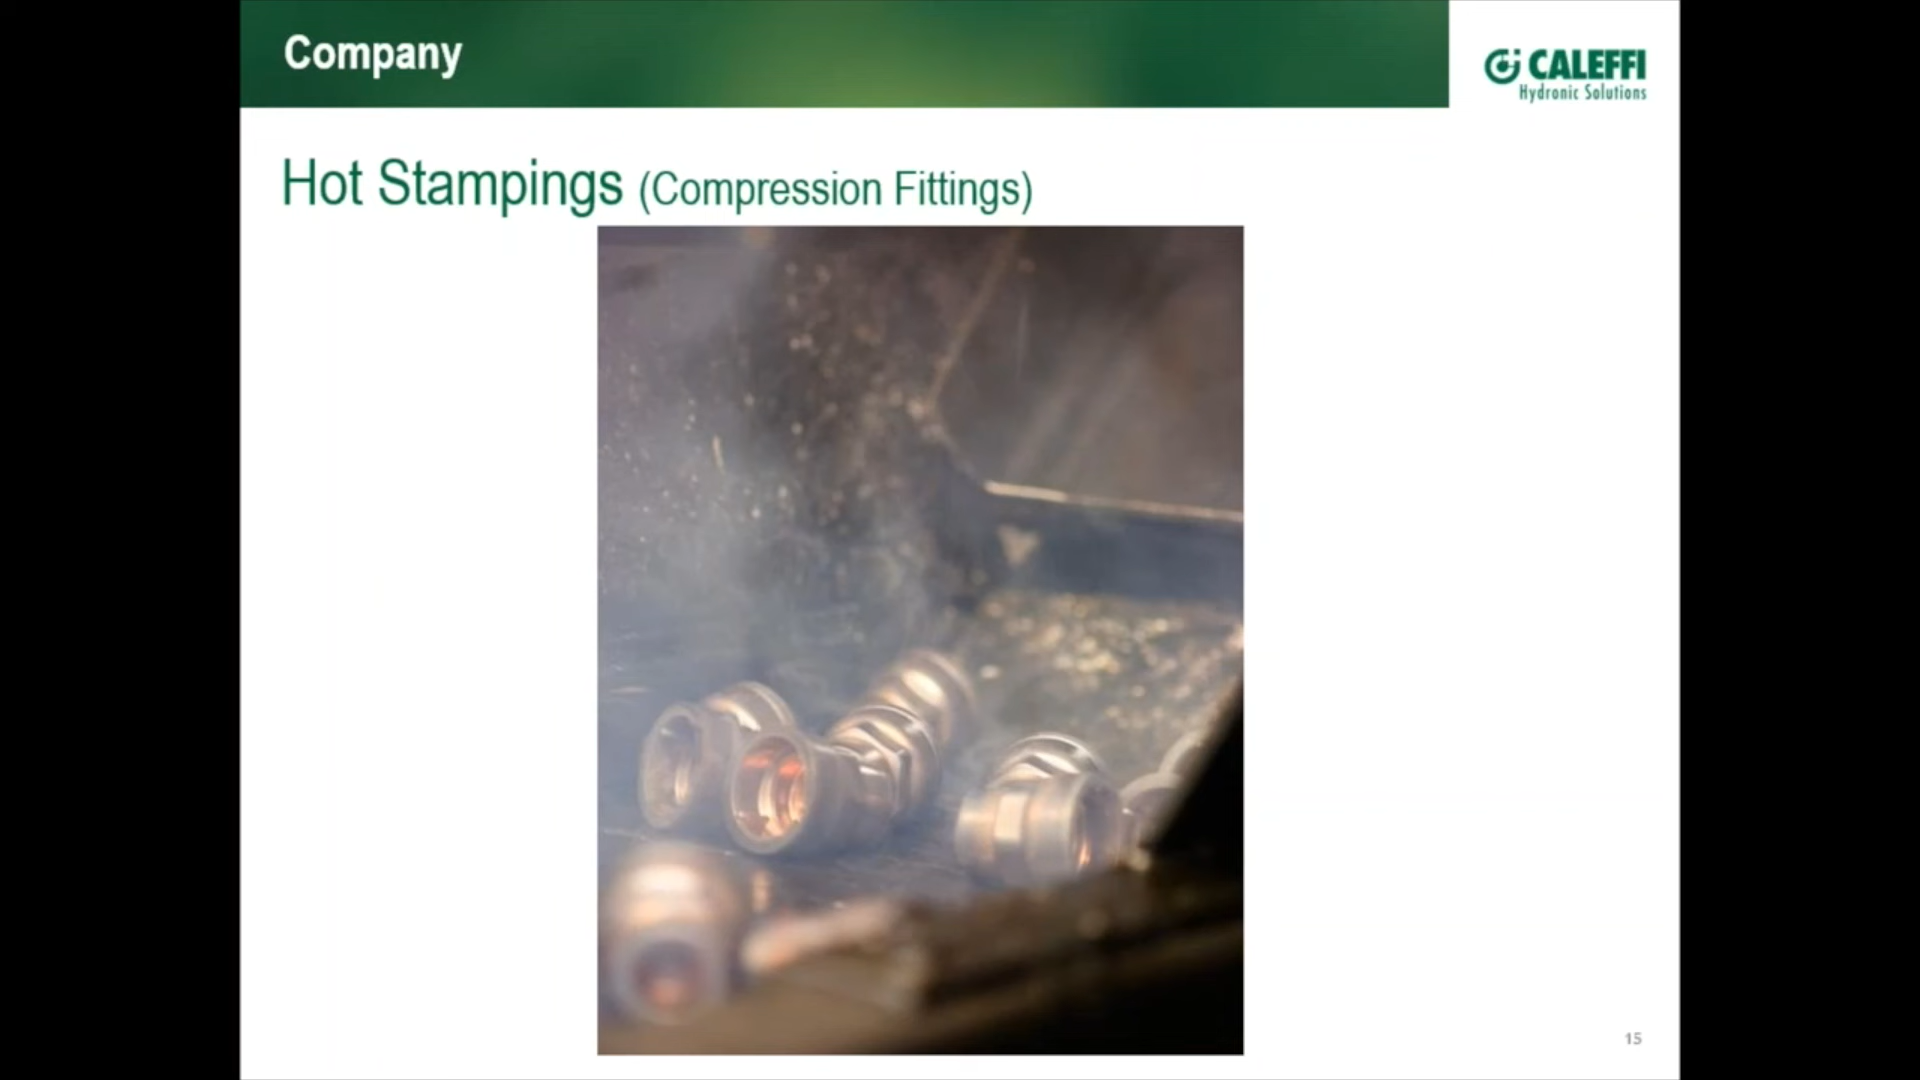 Company
CALEFFI
Hydronic Solutions
Hot Stampings (Compression Fittings)
15